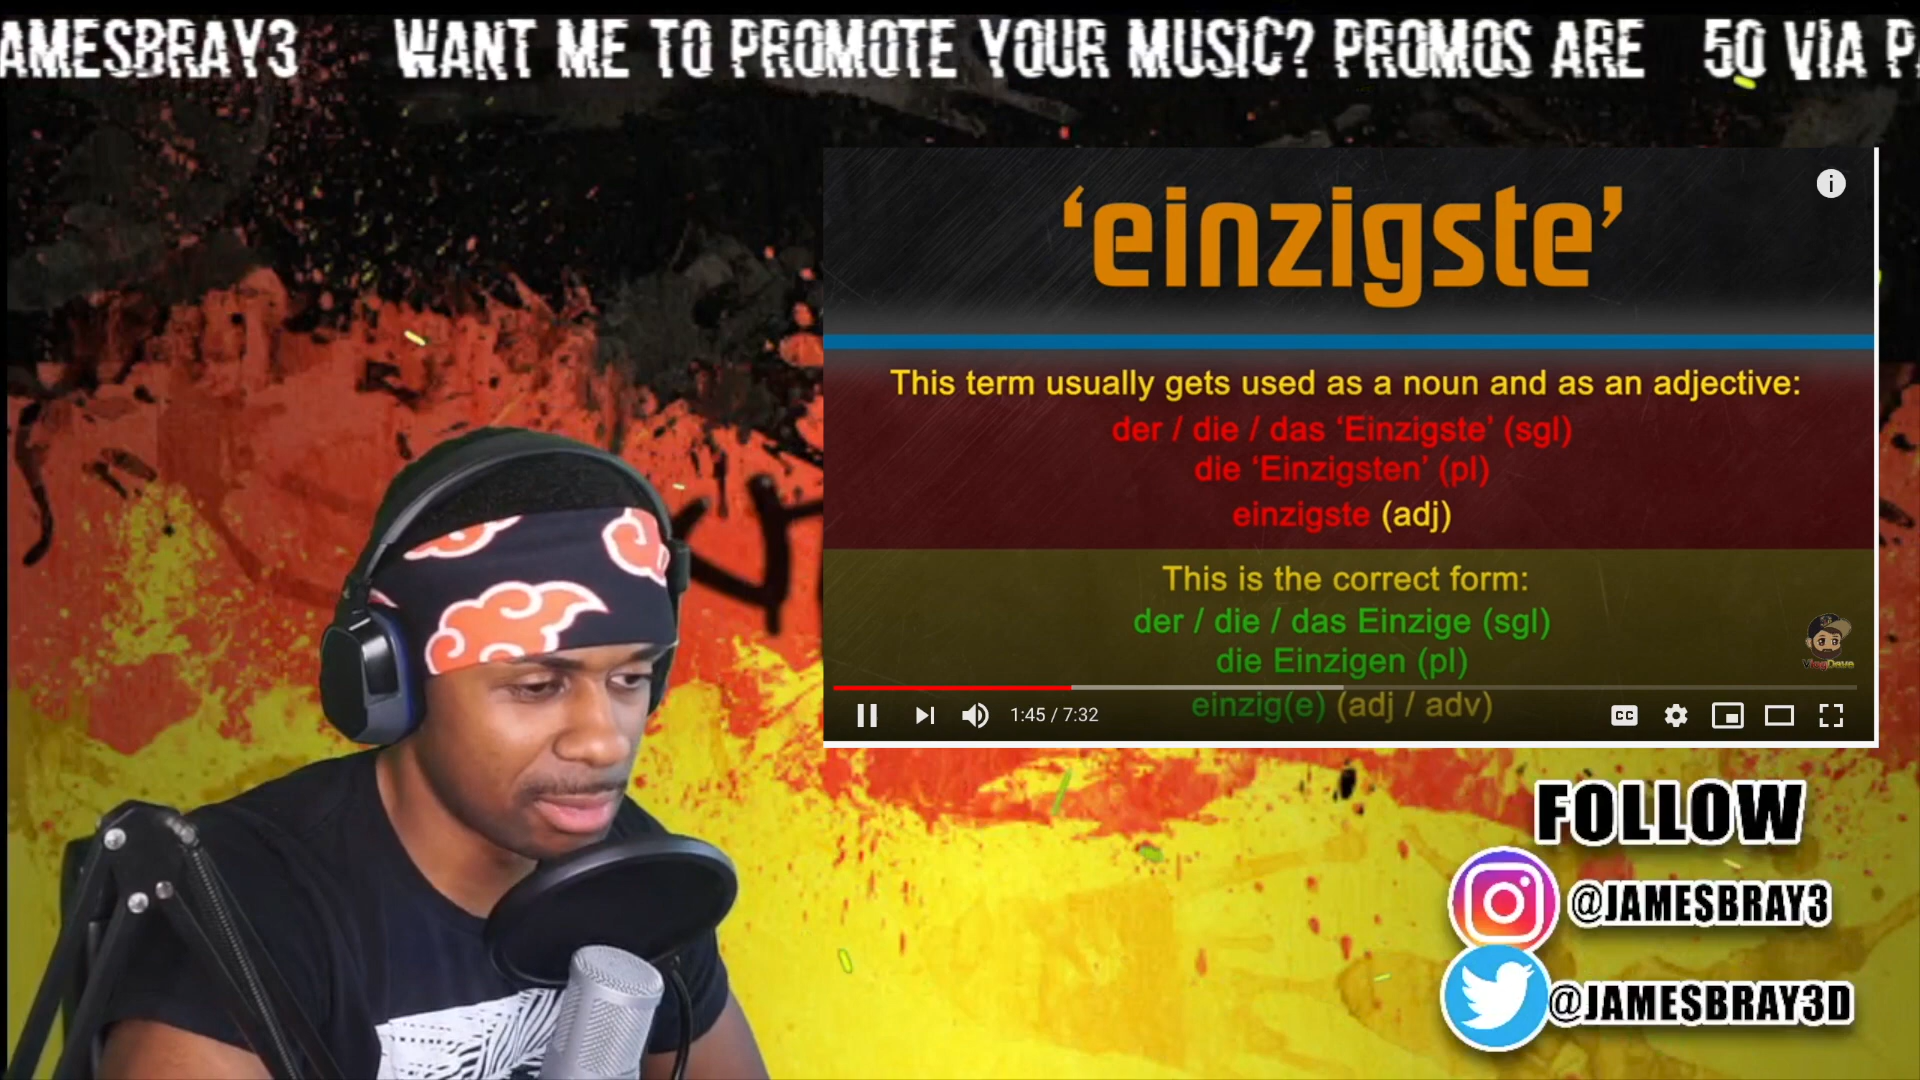 AMESBRAY3 WANT ME TO PROMOTE YOUR MUSIC? PROMOS ARE 50 VIA P
'einzigste'
This term usually gets used as a noun and as an adjective:
der / die / das 'Einzigste' (sgl)
die 'Einzigsten' (pl)
einzigste (adj)
This is the correct form:
der / die / das Einzige (sgl)
die Einzigen (pl)
einzig(e) (adj / adv)
VlogDave
1:45 / 7:32
CC
FOLLOW
@JAMESBRAY3
@JAMESBRAY3D